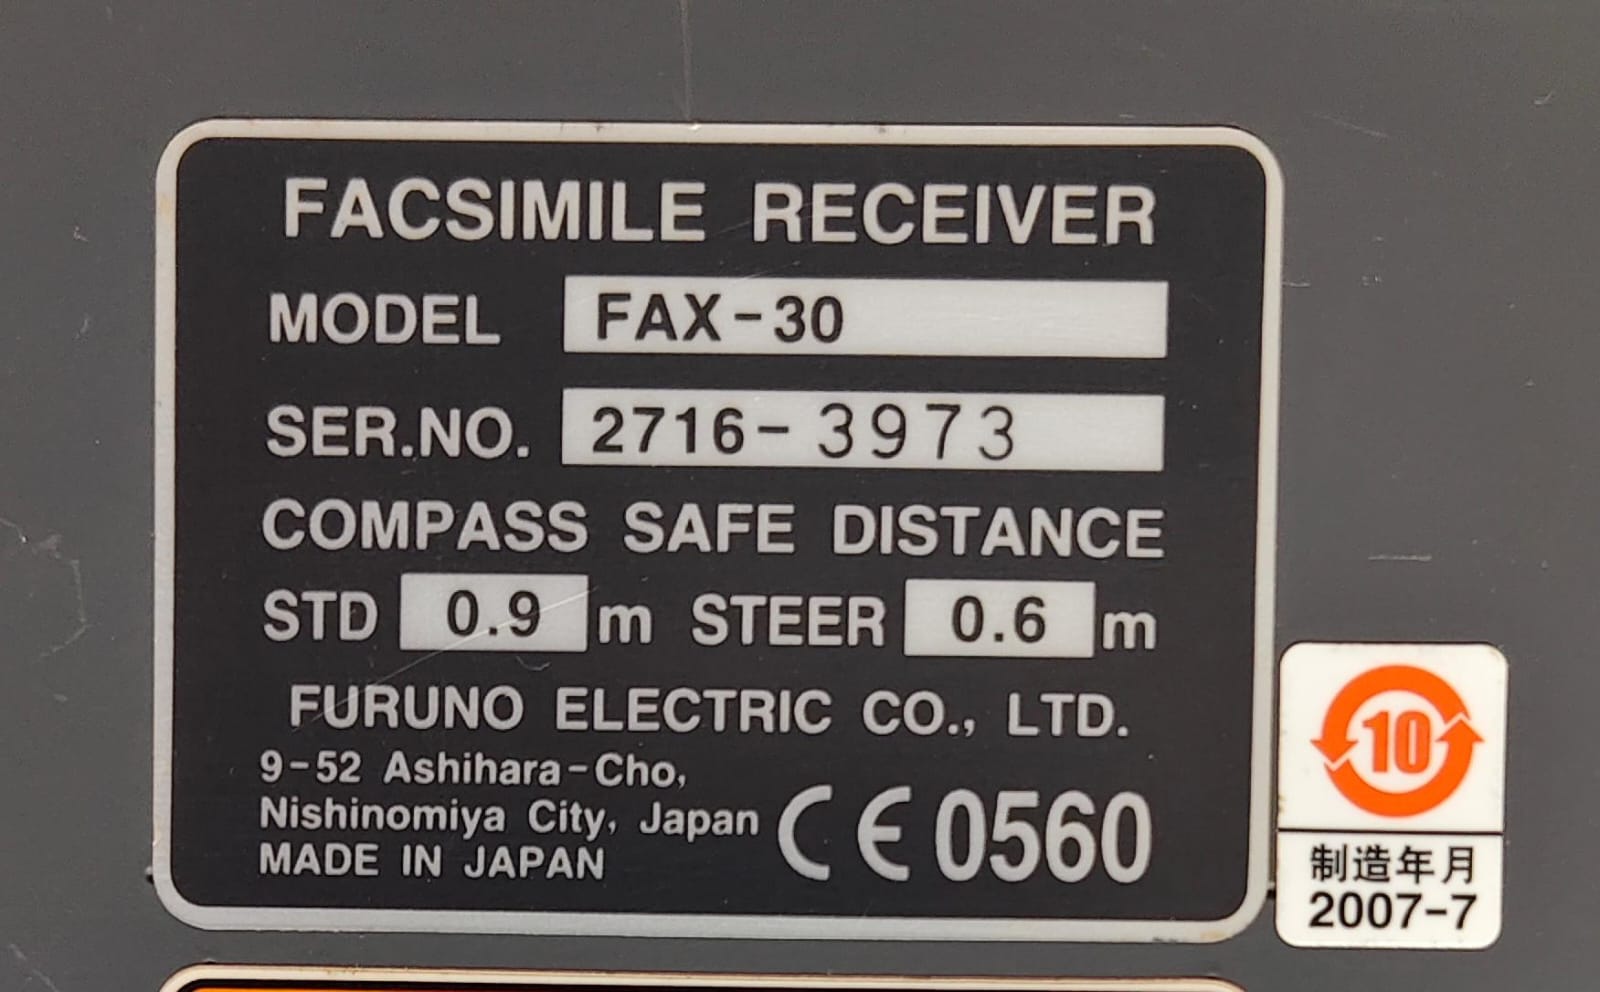 FACSIMILE RECEIVER
MODEL FAX-30
SER.NO. 2716- 3973
COMPASS SAFE DISTANCE
STD 0.9 m STEER 0.6 m
FURUNO ELECTRIC CO., LTD.
9-52 Ashihara-Cho,
Nishinomiya City, Japan
MADE IN JAPAN
CE 0560
10
制造年月
2007-7